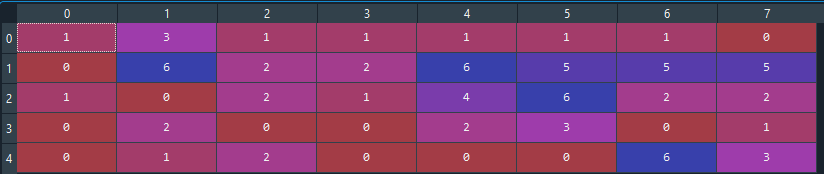 0 1 2 3 4 5 6 7
0 1 3 1 1 1 1 1 0
1 0 6 2 2 6 5 5 5
2 1 0 2 1 4 6 2 2
3 0 2 0 0 2 3 0 1
4 0 1 2 0 0 0 6 3